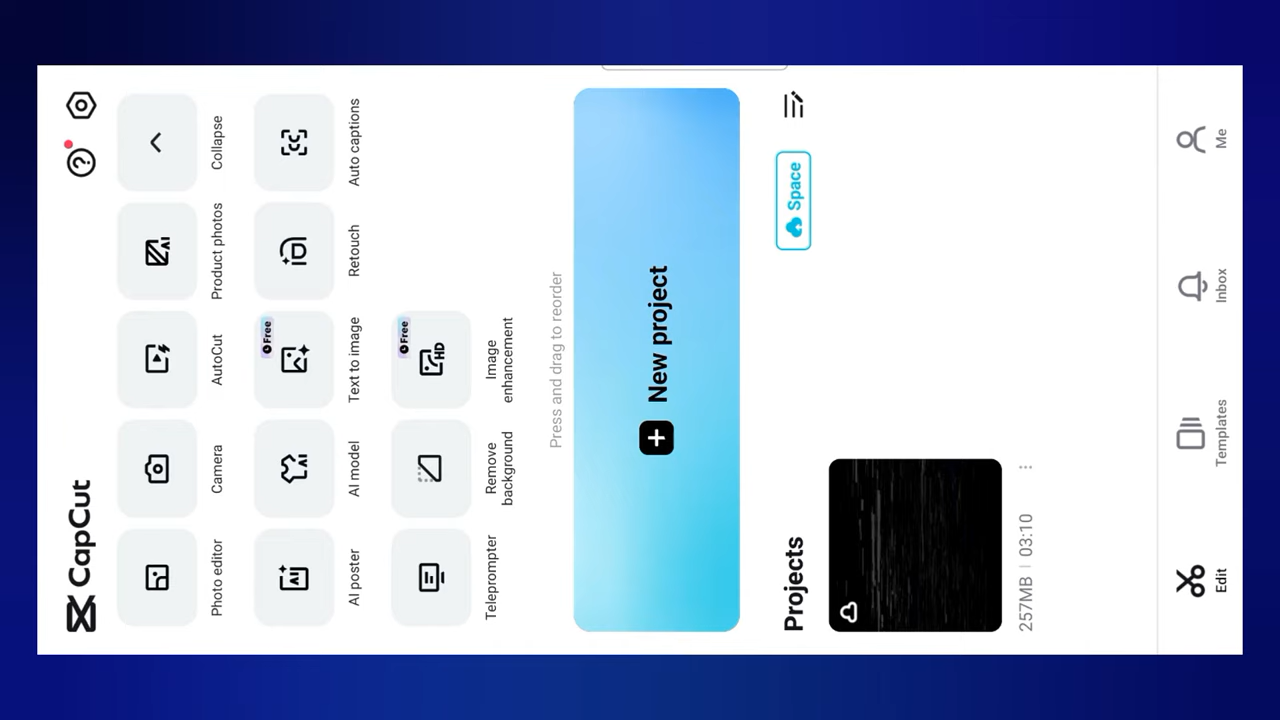 CapCut
Photo editor
Camera
AutoCut
Product photos
Collapse
AI poster
AI model
Free
Text to image
Retouch
Auto captions
Teleprompter
Remove
background
Free
Image
enhancement
Press and drag to reorder
New project
Projects
Space
257MB | 03:10
Edit
Templates
Inbox
Me